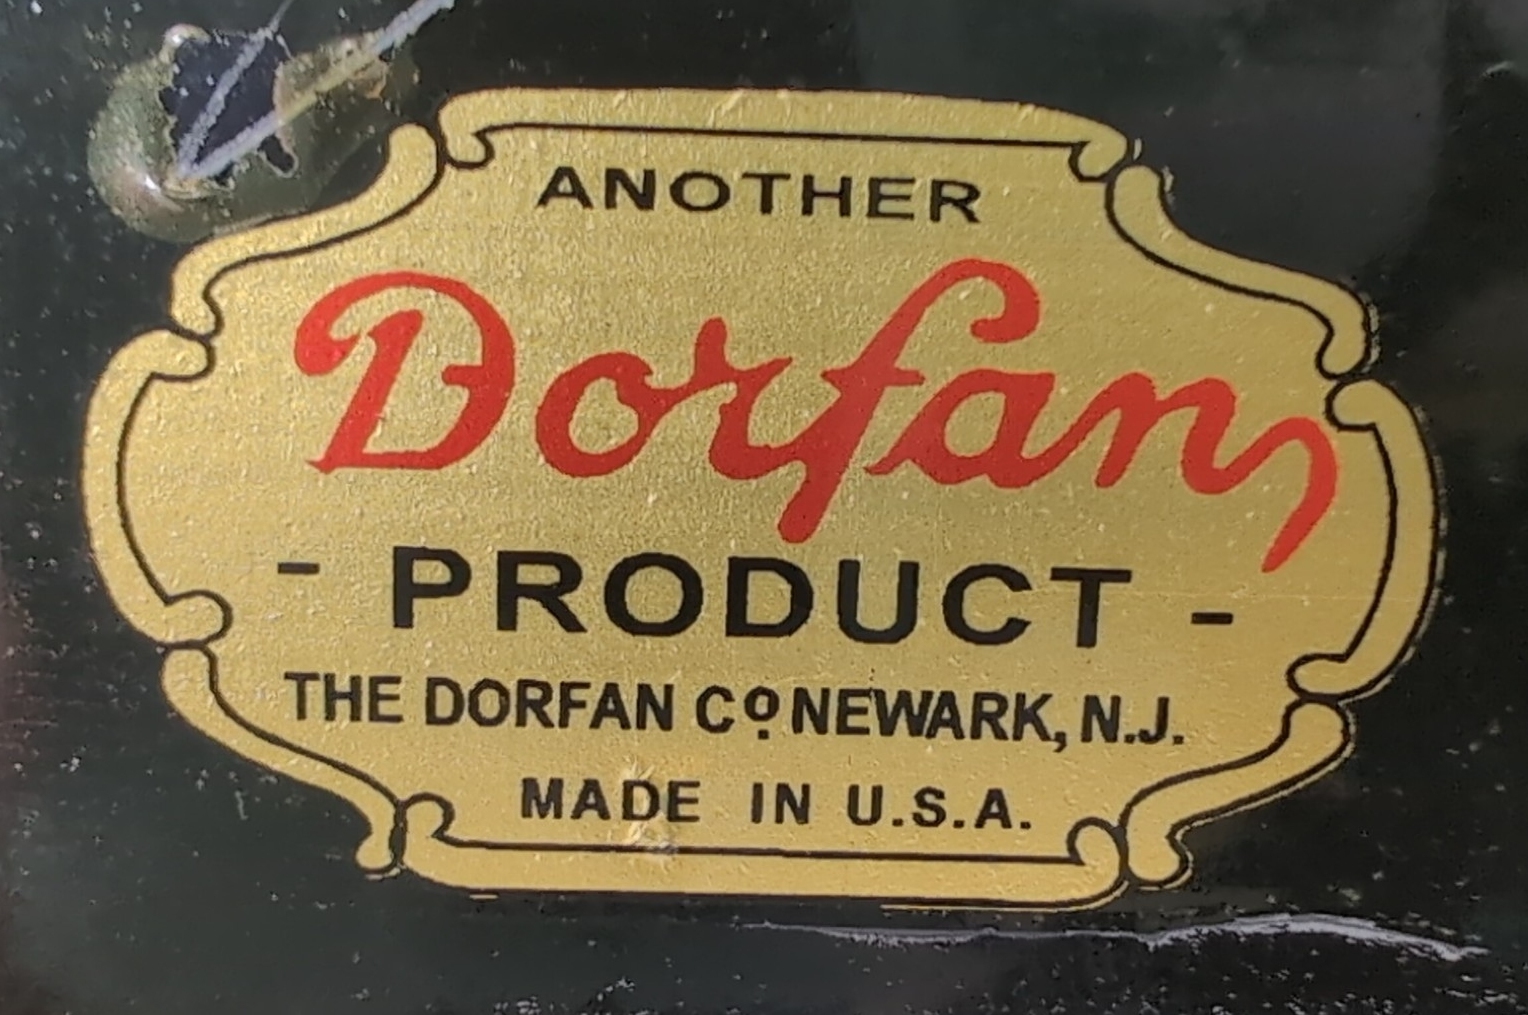 ANOTHER
Dorfan
- PRODUCT -
THE DORFAN Cº NEWARK, N.J.
MADE IN U.S.A.